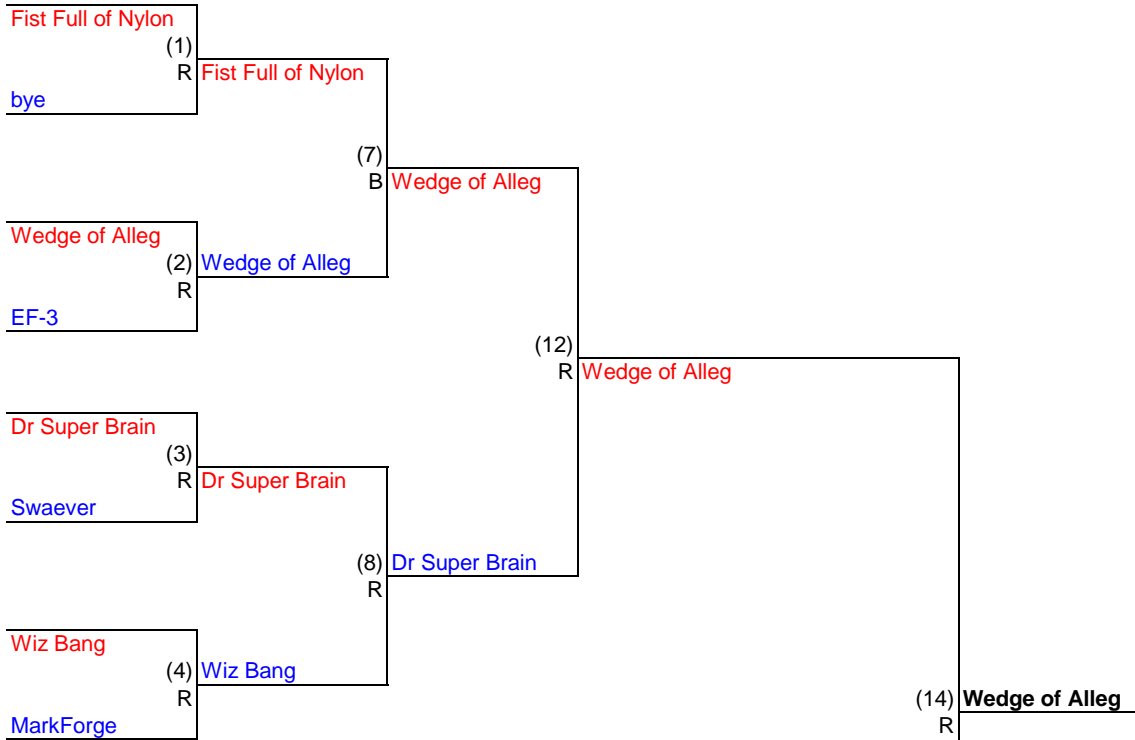 Fist Full of Nylon
(1)
R Fist Full of Nylon
bye
(7)
B Wedge of Alleg
Wedge of Alleg
(2) Wedge of Alleg
R
EF-3
(12)
R Wedge of Alleg
Dr Super Brain
(3)
R Dr Super Brain
Swaever
(8) Dr Super Brain
R
Wiz Bang
(4) Wiz Bang
R
MarkForge
(14) Wedge of Alleg
R